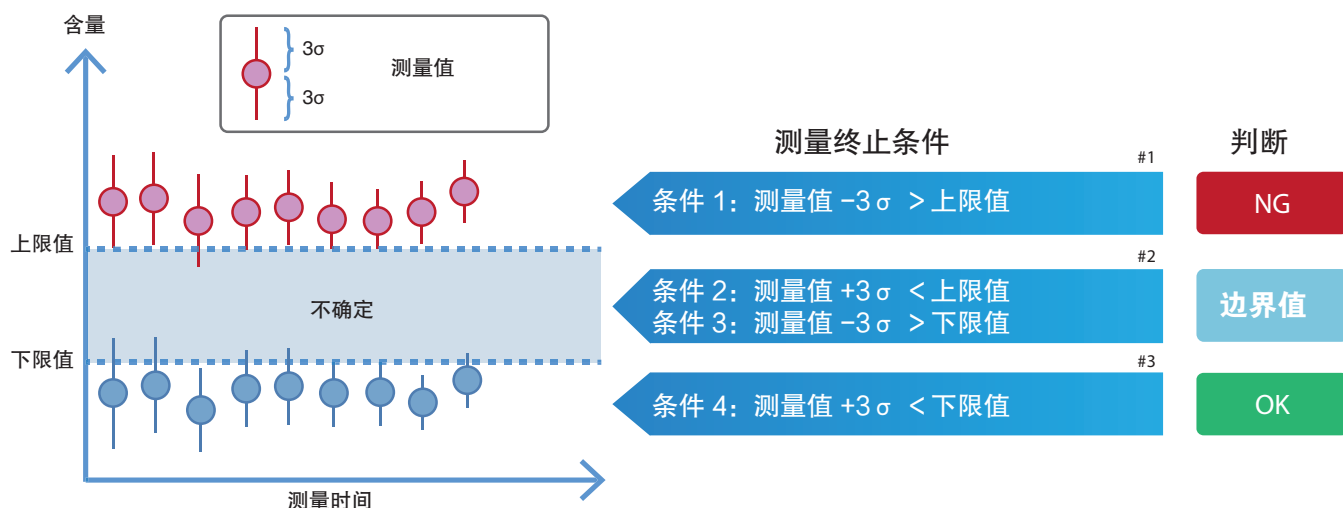 含量
3σ
测量值
3σ
测量终止条件
判断
#1
条件 1：测量值 −3σ ＞上限值
NG
上限值
#2
不确定
条件 2：测量值 +3σ ＜上限值
条件 3：测量值 −3σ ＞下限值
边界值
下限值
#3
条件 4：测量值 +3σ ＜下限值
OK
测量时间